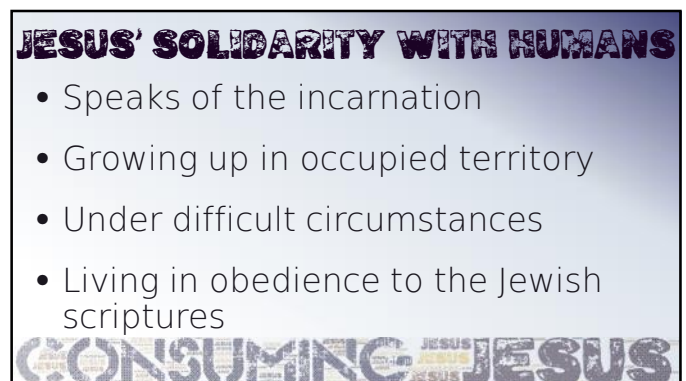 JESUS' SOLIDARITY WITH HUMANS
• Speaks of the incarnation
• Growing up in occupied territory
• Under difficult circumstances
• Living in obedience to the Jewish
scriptures
CONSUMING JESUS